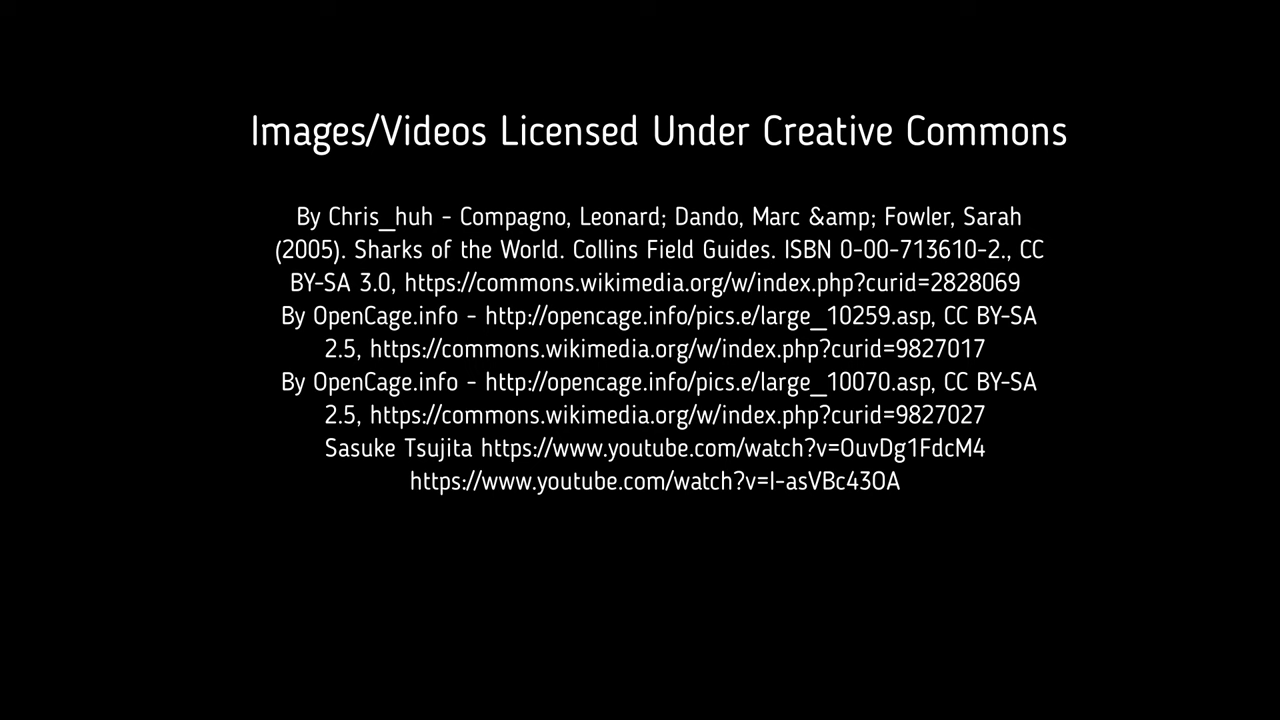 Images/Videos Licensed Under Creative Commons
By Chris_huh - Compagno, Leonard; Dando, Marc &amp; Fowler, Sarah
(2005). Sharks of the World. Collins Field Guides. ISBN 0-00-713610-2., CC
BY-SA 3.0, https://commons.wikimedia.org/w/index.php?curid=2828069
By OpenCage.info - http://opencage.info/pics.e/large_10259.asp, CC BY-SA
2.5, https://commons.wikimedia.org/w/index.php?curid=9827017
By OpenCage.info - http://opencage.info/pics.e/large_10070.asp, CC BY-SA
2.5, https://commons.wikimedia.org/w/index.php?curid=9827027
Sasuke Tsujita https://www.youtube.com/watch?v=OuvDg1FdcM4
https://www.youtube.com/watch?v=I-asVBc43OA